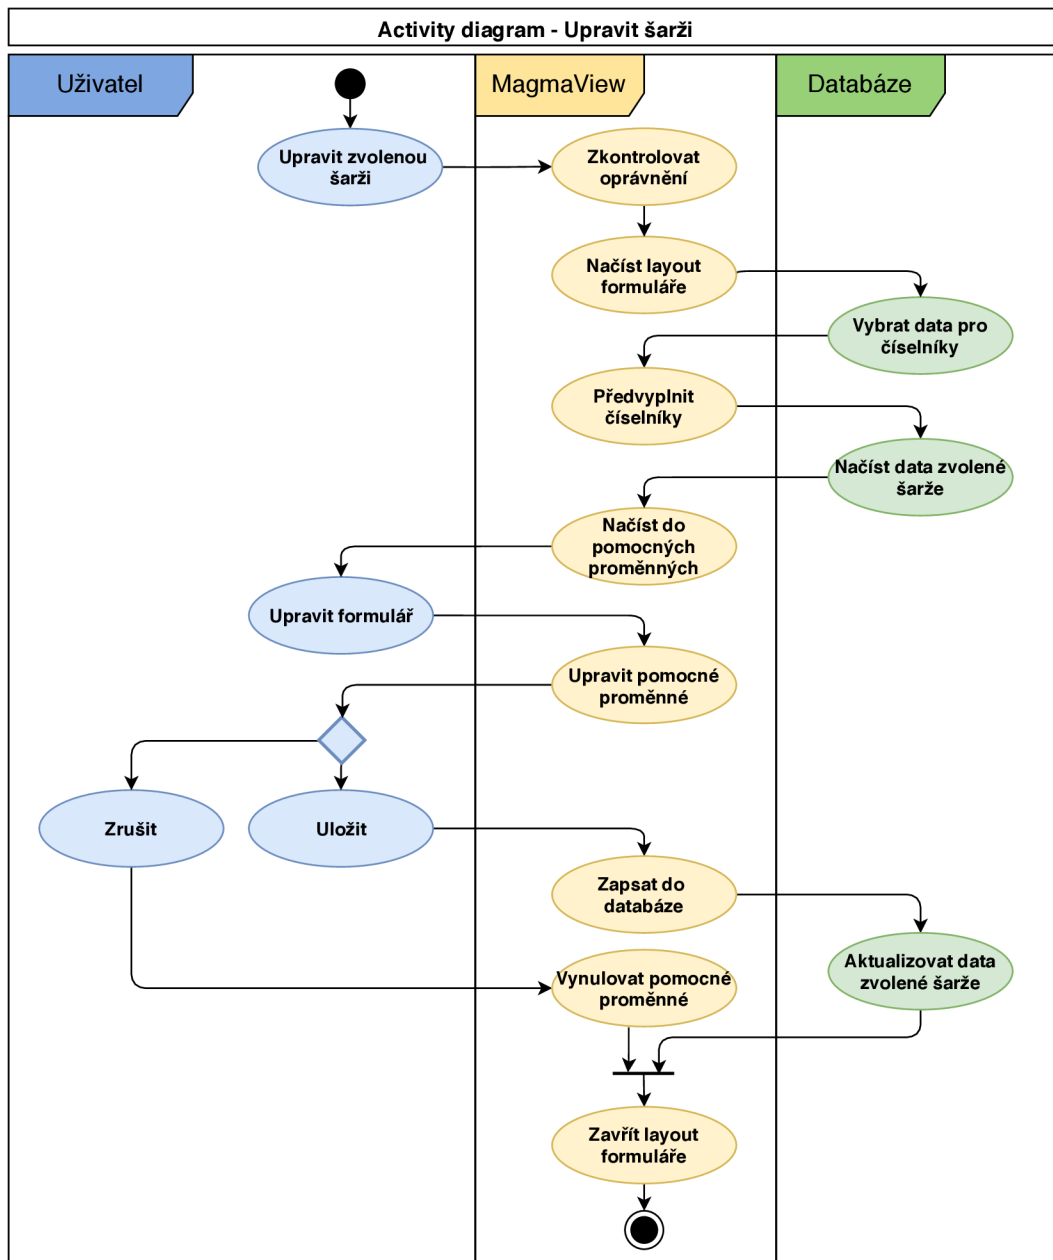 Activity diagram - Upravit šarži
Uživatel
MagmaView
Databáze
Upravit zvolenou
šarži
Zkontrolovat
oprávnění
Načíst layout
formuláře
Vybrat data pro
číselníky
Předvyplnit
číselníky
Načíst data zvolené
šarže
Načíst do
pomocných
proměnných
Upravit formulář
Upravit pomocné
proměnné
Zrušit
Uložit
Zapsat do
databáze
Aktualizovat data
zvolené šarže
Vynulovat pomocné
proměnné
Zavřít layout
formuláře